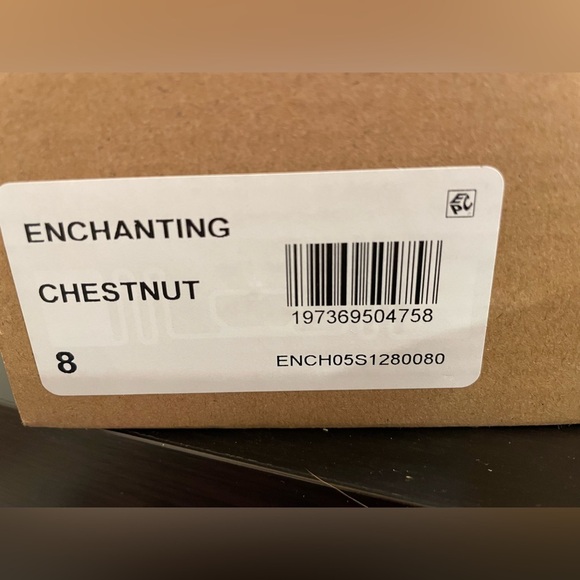 ENCHANTING
CHESTNUT
197369504758
8
ENCH05S1280080